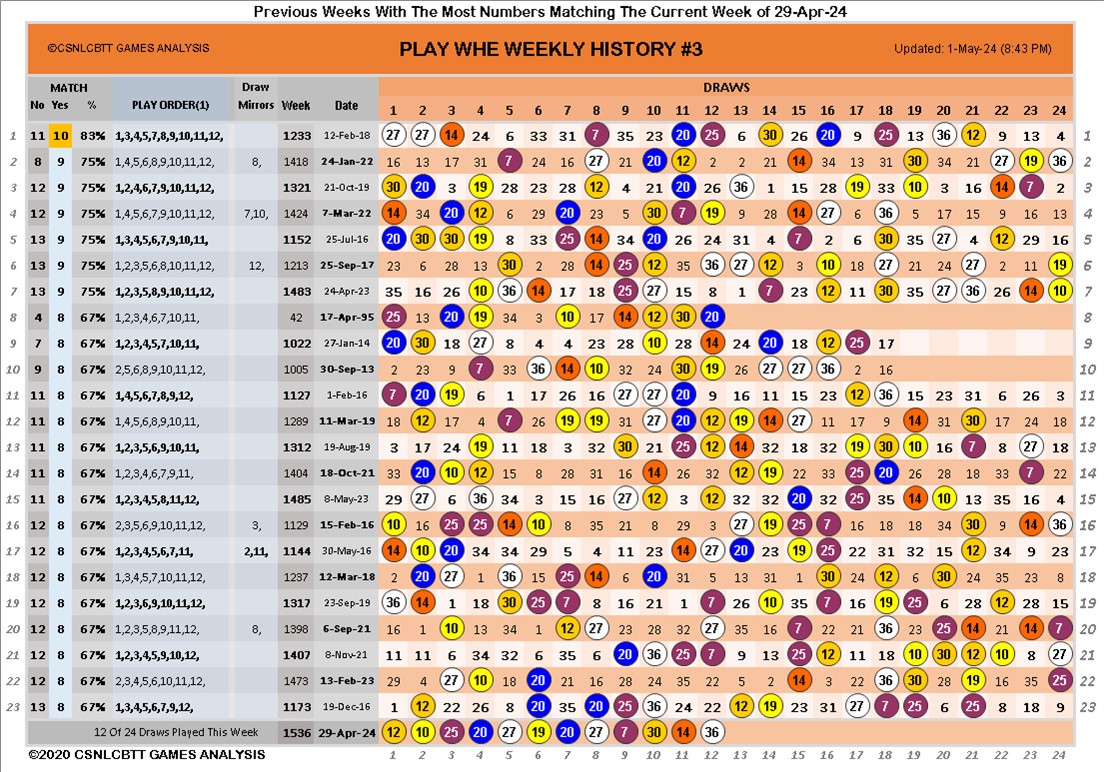 Previous Weeks With The Most Numbers Matching The Current Week of 29-Apr-24
©CSNLCBTT GAMES ANALYSIS PLAY WHE WEEKLY HISTORY #3 Updated: 1-May-24 (8:43 PM)
MATCH Draw DRAWS
No Yes % PLAY ORDER(1) Mirrors Week Date 1 2 3 4 5 6 7 8 9 10 11 12 13 14 15 16 17 18 19 20 21 22 23 24
1 11 10 83% 1,3,4,5,7,8,9,10,11,12, 1233 12-Feb-18 27 27 14 24 6 33 31 7 35 23 20 25 6 30 26 20 9 25 13 36 12 9 13 4 1
2 8 9 75% 1,4,5,6,8,9,10,11,12, 8, 1418 24-Jan-22 16 13 17 31 7 24 16 27 21 20 12 2 2 21 14 34 13 31 30 34 22 27 19 36 2
3 12 9 75% 1,2,4,6,7,9,10,11,12, 1321 21-Oct-19 30 20 3 19 28 23 28 12 4 21 20 26 36 1 15 28 19 33 10 3 16 14 7 2 3
4 12 9 75% 1,4,5,6,7,9,10,11,12, 7,10, 1424 7-Mar-22 14 34 20 12 6 29 20 23 5 30 7 19 9 28 14 27 6 36 5 17 15 9 16 13 4
5 13 9 75% 1,3,4,5,6,7,9,10,11, 1152 25-Jul-16 20 30 30 19 8 33 25 14 34 20 26 24 31 4 7 2 6 30 35 27 4 12 29 16 5
6 13 9 75% 1,2,3,5,6,8,10,11,12, 12, 1213 25-Sep-17 23 6 28 13 30 2 28 14 25 12 35 36 27 12 3 10 18 27 21 24 27 2 11 19 6
7 13 9 75% 1,2,3,5,8,9,10,11,12, 1483 24-Apr-23 35 16 26 10 36 14 17 18 25 27 15 8 1 7 23 12 11 30 35 27 36 26 14 10 7
8 4 8 67% 1,2,3,4,6,7,10,11, 42 17-Apr-95 25 13 20 19 34 3 10 17 14 12 30 20 8
9 7 8 67% 1,2,3,4,5,7,10,11, 1022 27-Jan-14 20 30 18 27 8 4 4 23 28 10 28 14 24 20 18 12 25 17 9
10 9 8 67% 2,5,6,8,9,10,11,12, 1005 30-Sep-13 2 23 9 7 33 36 14 10 32 24 30 19 26 27 27 36 2 16 10
11 11 8 67% 1,4,5,6,7,8,9,12, 1127 1-Feb-16 7 20 19 6 1 17 26 16 27 27 20 9 16 11 15 23 12 36 15 23 31 6 26 3 11
12 11 8 67% 1,4,5,6,8,9,10,11, 1289 11-Mar-19 18 12 17 4 7 26 19 19 10 27 20 12 19 14 27 11 17 9 14 12 30 17 24 18 12
13 11 8 67% 1,2,3,5,6,9,10,11, 1312 19-Aug-19 3 17 24 19 11 18 3 32 30 21 25 12 14 32 18 32 19 30 10 16 7 8 27 18 13
14 11 8 67% 1,2,3,4,6,7,9,11, 1404 18-Oct-21 33 20 10 12 15 8 28 31 16 14 26 32 12 19 22 33 25 20 26 28 18 33 7 22 14
15 11 8 67% 1,2,3,4,5,8,11,12, 1485 8-May-23 29 27 6 36 34 3 15 16 27 12 3 12 32 32 20 32 25 35 14 10 13 35 16 4 15
16 12 8 67% 2,3,5,6,9,10,11,12, 3, 1129 15-Feb-16 10 16 25 25 14 10 8 35 21 8 29 3 27 19 25 7 16 18 18 34 30 9 14 36 16
17 12 8 67% 1,2,3,4,5,6,7,11, 2,11, 1144 30-May-16 14 10 20 34 34 29 5 4 11 23 14 27 20 23 19 25 22 31 32 15 12 34 9 23 17
18 12 8 67% 1,3,4,5,7,10,11,12, 1237 12-Mar-18 2 20 27 1 36 15 25 14 6 20 31 5 14 31 1 30 24 12 6 30 24 35 23 8 18
19 12 8 67% 1,2,3,6,9,10,11,12, 1317 23-Sep-19 36 14 1 18 30 25 7 8 16 21 1 7 26 10 35 7 16 19 25 6 28 12 28 15 19
20 12 8 67% 1,2,3,5,8,9,11,12, 8, 1398 6-Sep-21 16 1 10 13 34 1 12 27 23 28 32 27 35 16 7 22 18 36 23 25 14 23 14 7 20
21 12 8 67% 1,2,3,4,5,9,10,12, 1407 8-Nov-21 11 11 6 34 32 6 35 6 20 36 25 7 9 13 25 12 11 18 10 30 12 10 8 27 21
22 12 8 67% 2,3,4,5,6,10,11,12, 1473 13-Feb-23 29 4 27 10 18 20 21 16 28 24 35 32 22 2 14 3 22 36 30 28 19 16 35 25 22
23 13 8 67% 1,3,4,5,6,7,9,12, 1173 19-Dec-16 1 12 22 26 8 20 35 20 25 36 24 22 12 19 23 31 27 7 25 6 25 8 18 9 23
12 Of 24 Draws Played This Week 1536 29-Apr-24 12 10 25 20 27 19 20 27 7 30 14 36
©2020 CSNLCBTT GAMES ANALYSIS 1 2 3 4 5 6 7 8 9 10 11 12 13 14 15 16 17 18 19 20 21 22 23 24